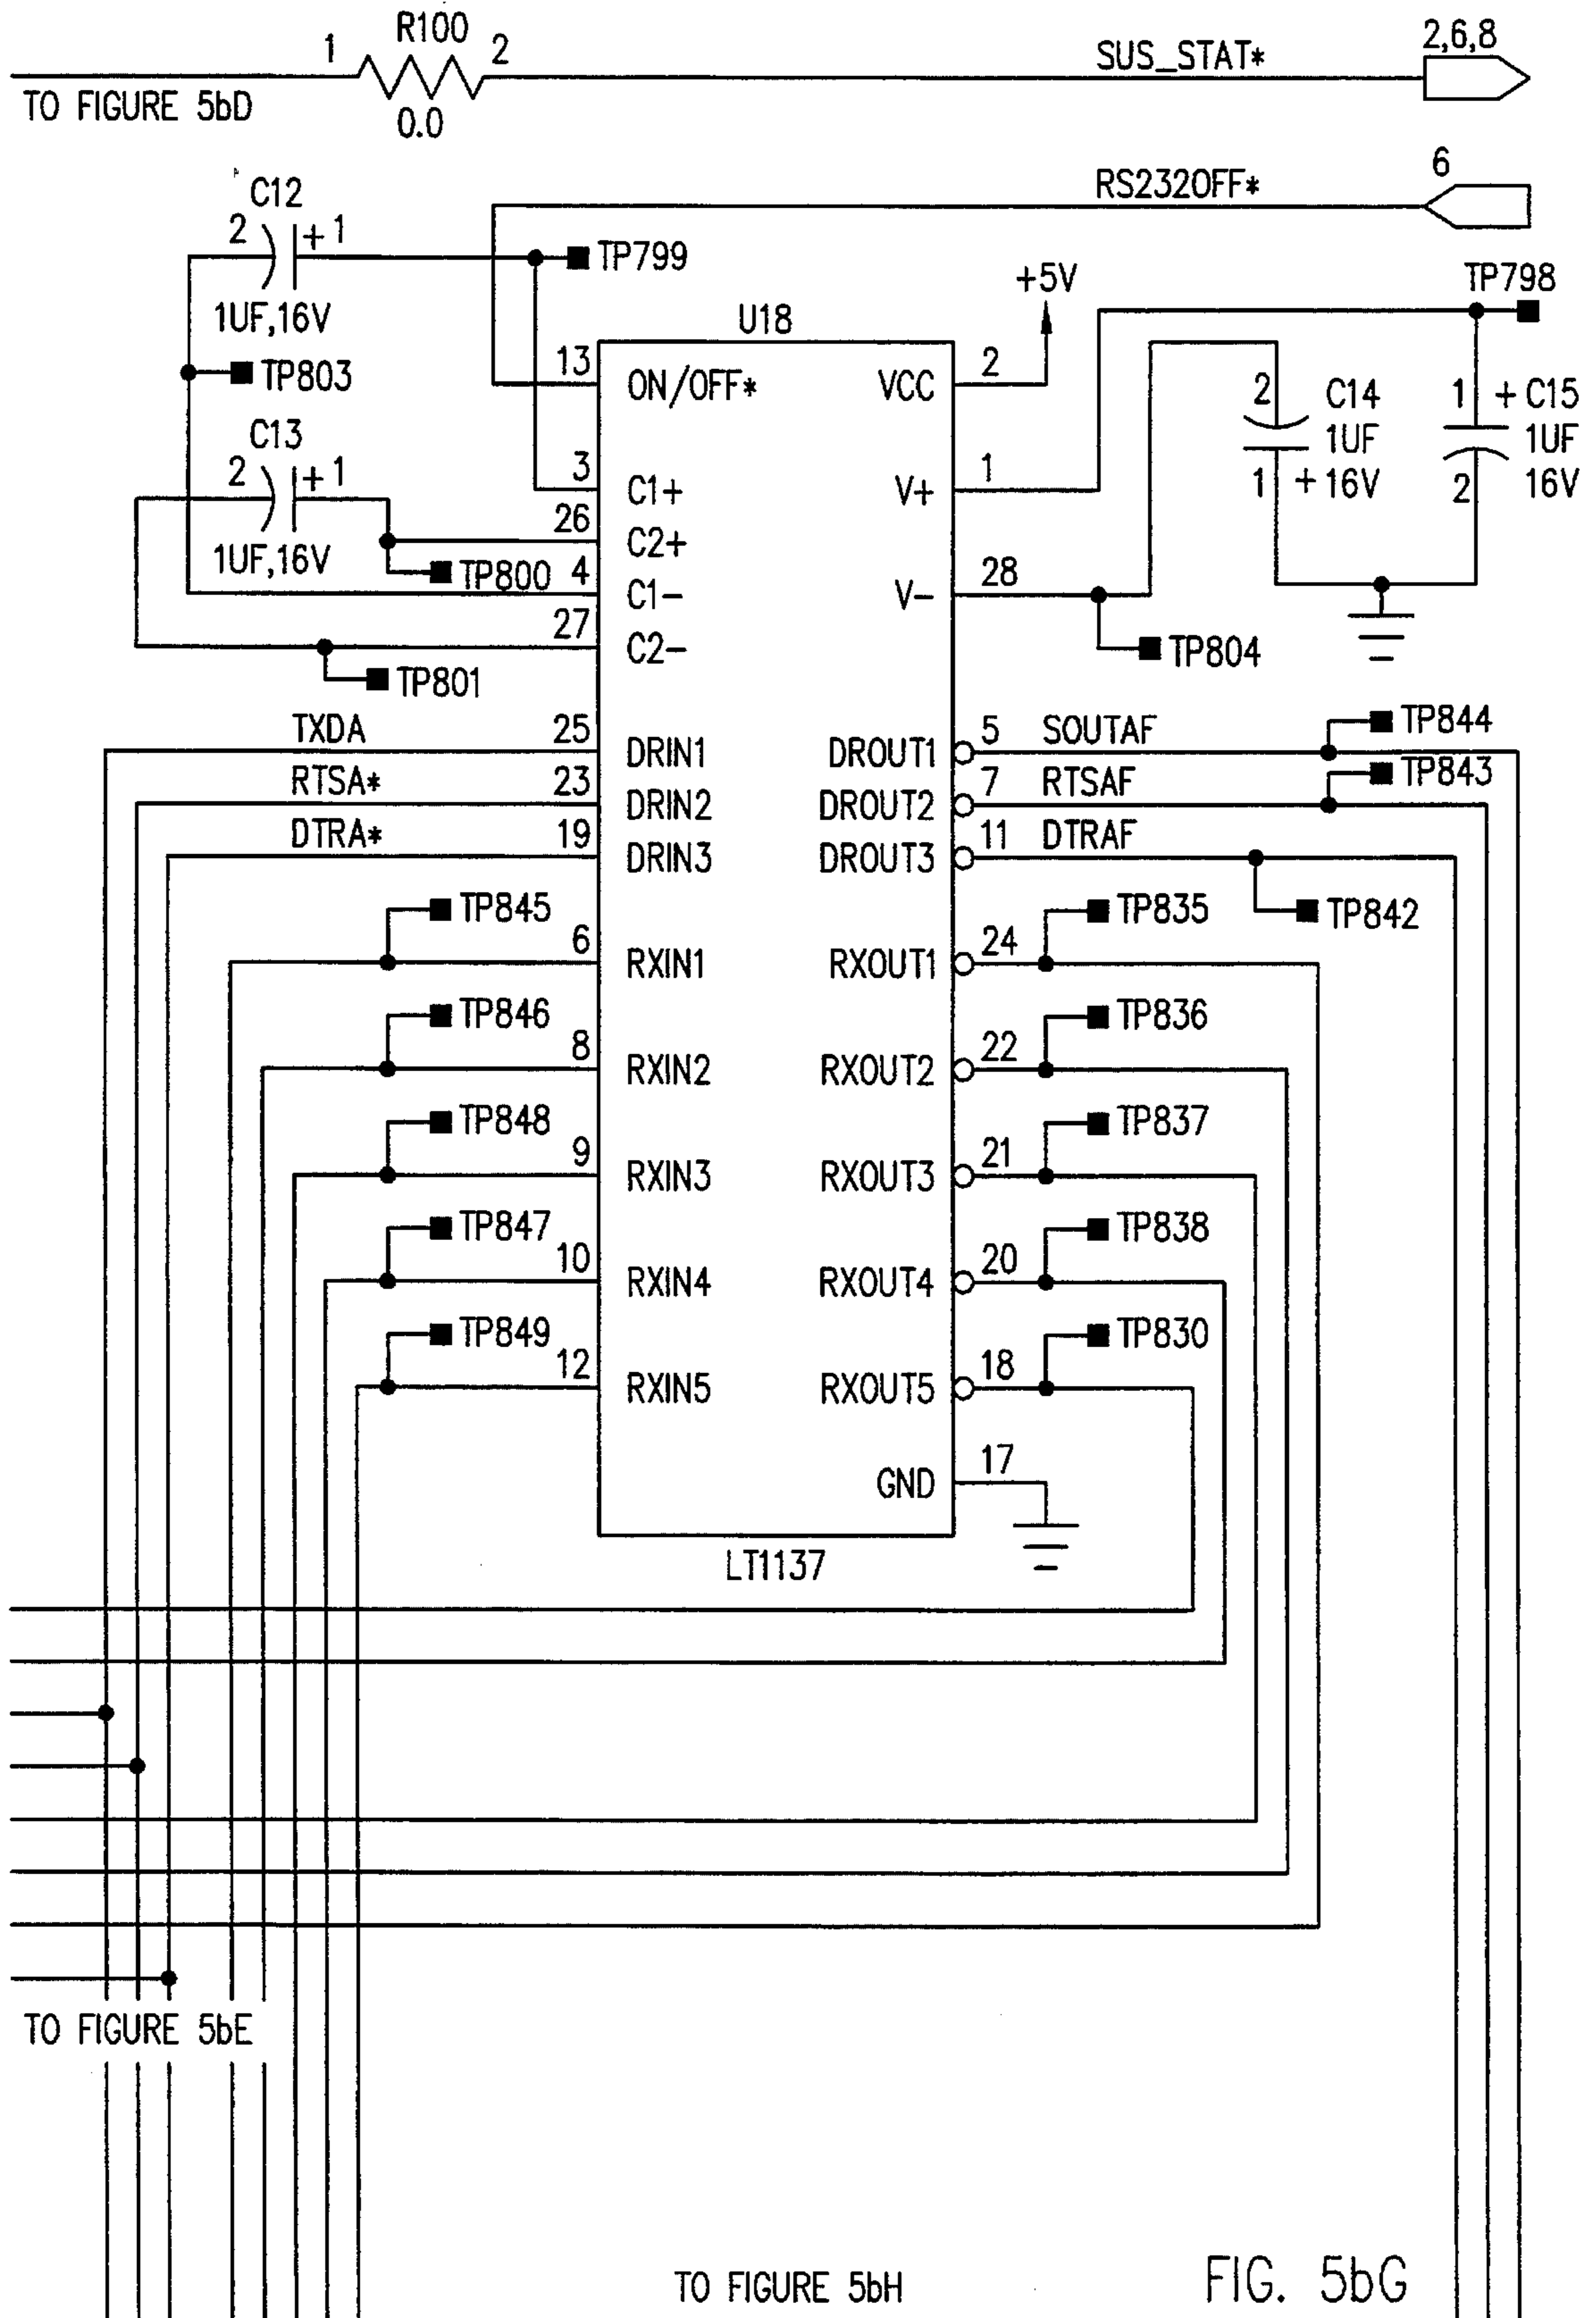 R100
1 2
SUS_STAT*
2,6,8
TO FIGURE 5bD
0.0
RS232OFF*
6
C12
2 +1
TP799
1UF,16V
TP803
+5V
TP798
U18
13 ON/OFF*
VCC 2
C13
2 +1
1UF,16V
3 C1+
V+ 1
26 C2+
TP800
4 C1-
V- 28
27 C2-
TP801
TP804
2 C14
1UF
1 +16V
1 +C15
1UF
2 16V
TXDA 25 DRIN1
DROUT1 5 SOUTAF
TP844
RTSA* 23 DRIN2
DROUT2 7 RTSAF
TP843
DTRA* 19 DRIN3
DROUT3 11 DTRAF
TP842
TP845
TP835
6 RXIN1
RXOUT1 24
TP846
TP836
8 RXIN2
RXOUT2 22
TP848
TP837
9 RXIN3
RXOUT3 21
TP847
TP838
10 RXIN4
RXOUT4 20
TP849
TP830
12 RXIN5
RXOUT5 18
GND 17
LT1137
TO FIGURE 5bE
TO FIGURE 5bH
FIG. 5bG